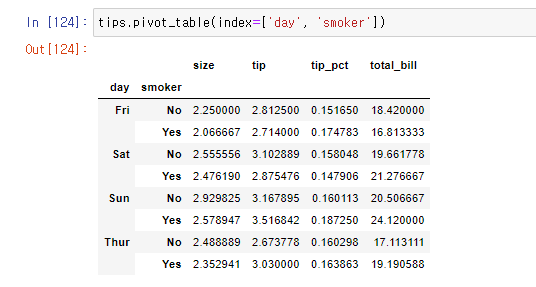 In [124]: tips.pivot_table(index=['day', 'smoker'])
Out[124]:
size tip tip_pct total_bill
day smoker
Fri No 2.250000 2.812500 0.151650 18.420000
Yes 2.066667 2.714000 0.174783 16.813333
Sat No 2.555556 3.102889 0.158048 19.661778
Yes 2.476190 2.875476 0.147906 21.276667
Sun No 2.929825 3.167895 0.160113 20.506667
Yes 2.578947 3.516842 0.187250 24.120000
Thur No 2.488889 2.673778 0.160298 17.113111
Yes 2.352941 3.030000 0.163863 19.190588